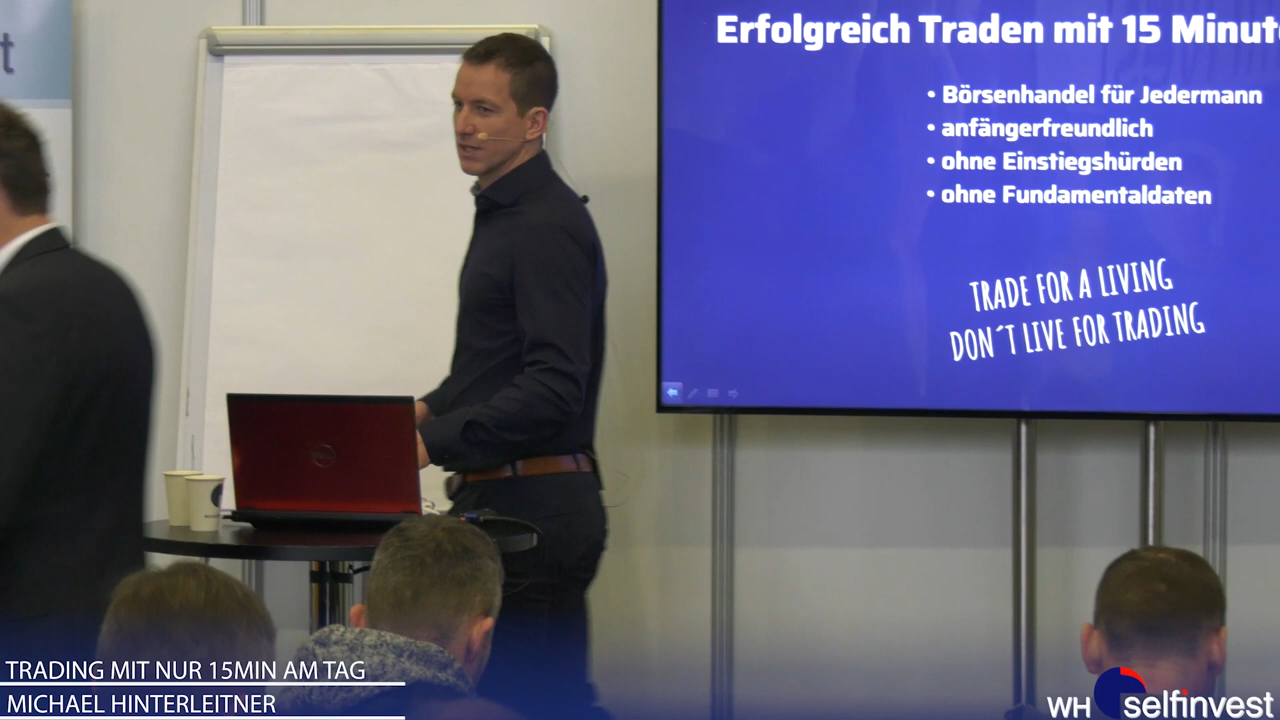 t
Erfolgreich Traden mit 15 Minut
• Börsenhandel für Jedermann
• anfängerfreundlich
• ohne Einstiegshürden
• ohne Fundamentaldaten
TRADE FOR A LIVING
DON´T LIVE FOR TRADING
DELL
TRADING MIT NUR 15MIN AM TAG
MICHAEL HINTERLEITNER
WH selfinvest